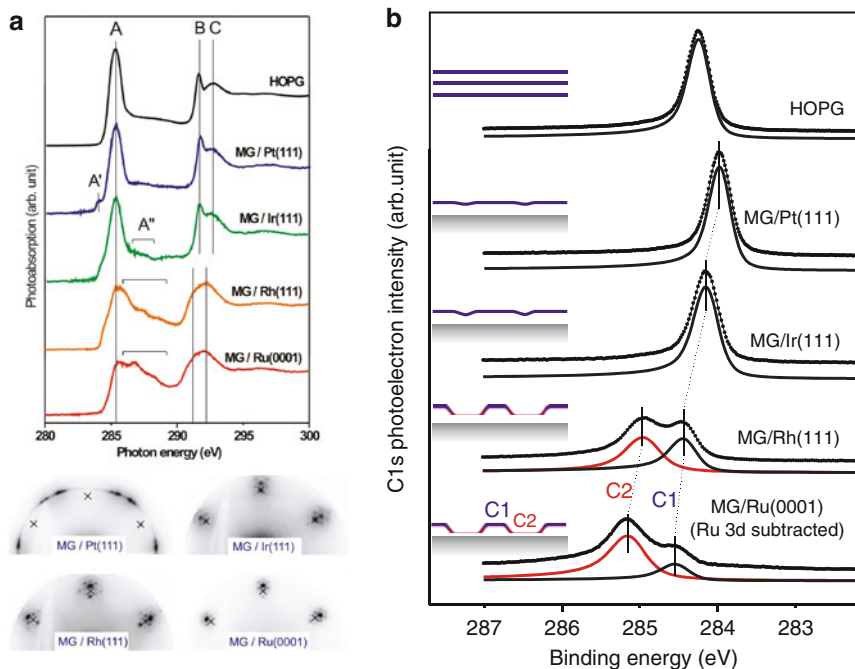 a
A B C
HOPG
MG / Pt(111)
A'
MG / Ir(111)
A"
MG / Rh(111)
MG / Ru(0001)
Photoabsorption (arb. unit)
280 285 290 295 300
Photon energy (eV)
MG / Pt(111)
MG / Ir(111)
MG / Rh(111)
MG / Ru(0001)
b
HOPG
MG/Pt(111)
MG/Ir(111)
MG/Rh(111)
C2
C1
C1
C2
MG/Ru(0001)
(Ru 3d subtracted)
C1s photoelectron intensity (arb.unit)
287 286 285 284 283
Binding energy (eV)